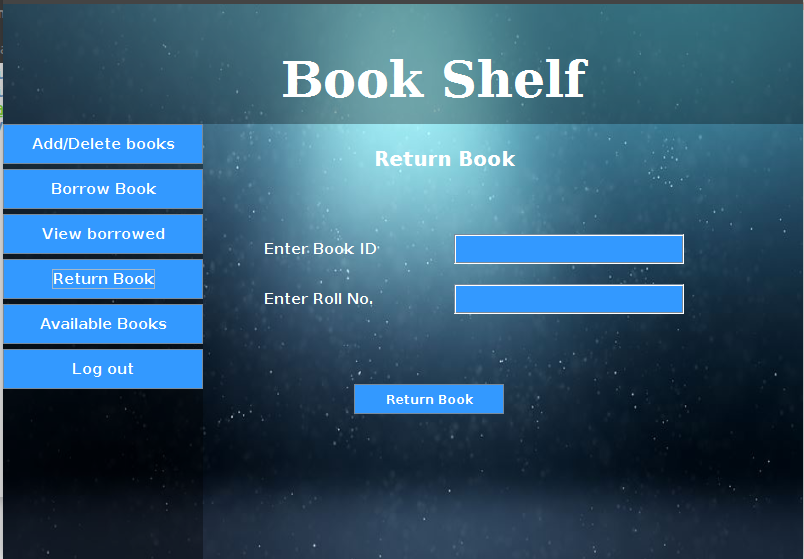 Book Shelf
Add/Delete books
Borrow Book
View borrowed
Return Book
Available Books
Log out
Return Book
Enter Book ID
Enter Roll No.
Return Book